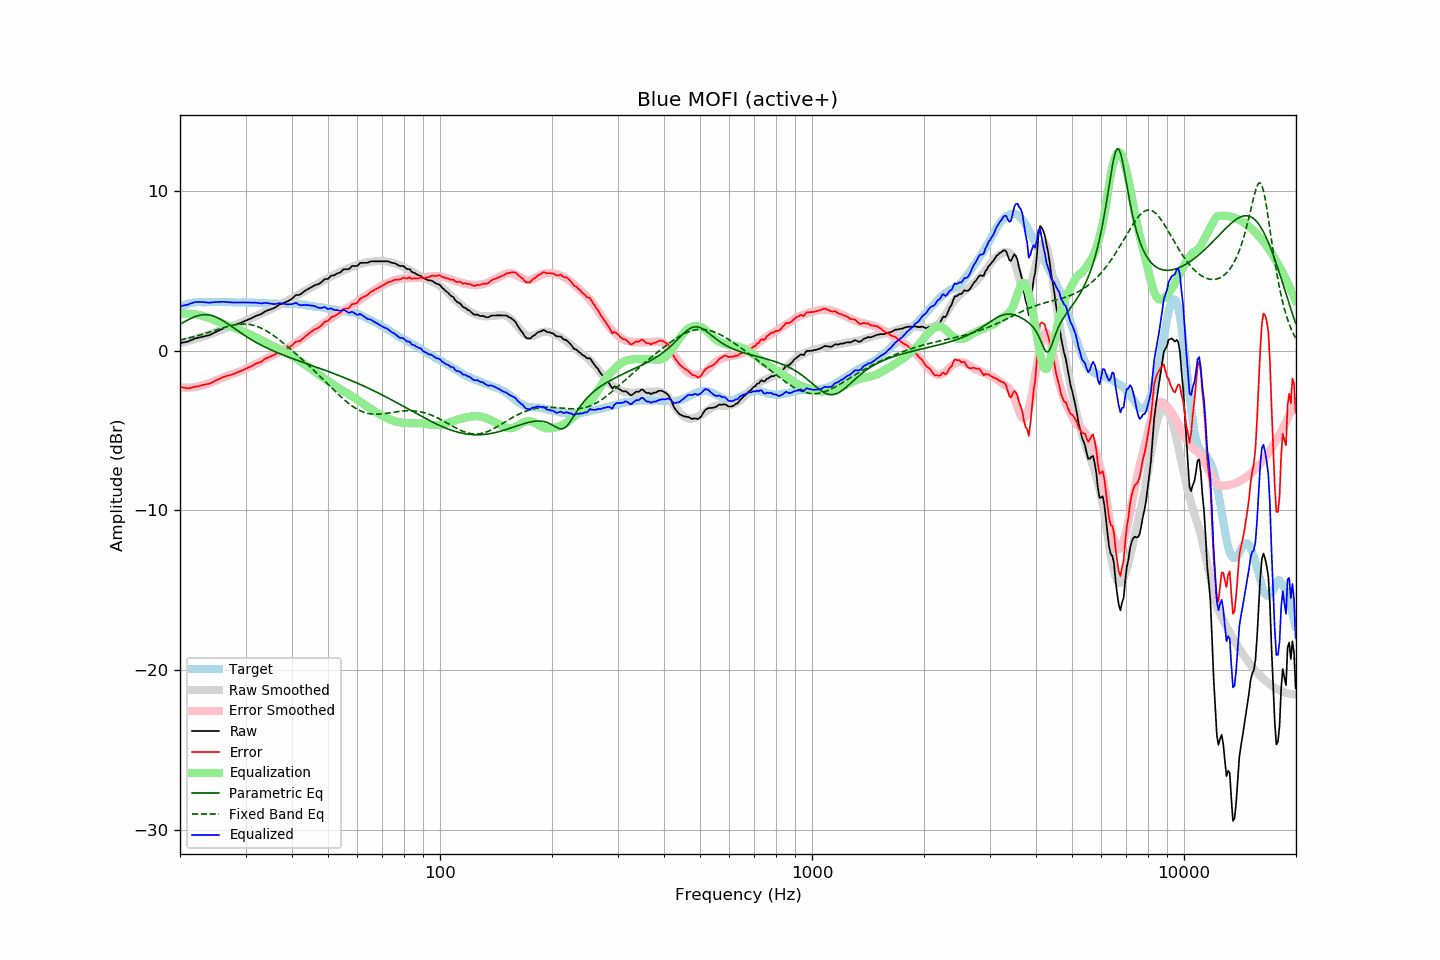 Blue MOFI (active+)
Amplitude (dBr)
10
0
−10
−20
−30
Target
Raw Smoothed
Error Smoothed
Raw
Error
Equalization
Parametric Eq
Fixed Band Eq
Equalized
100
1000
10000
Frequency (Hz)